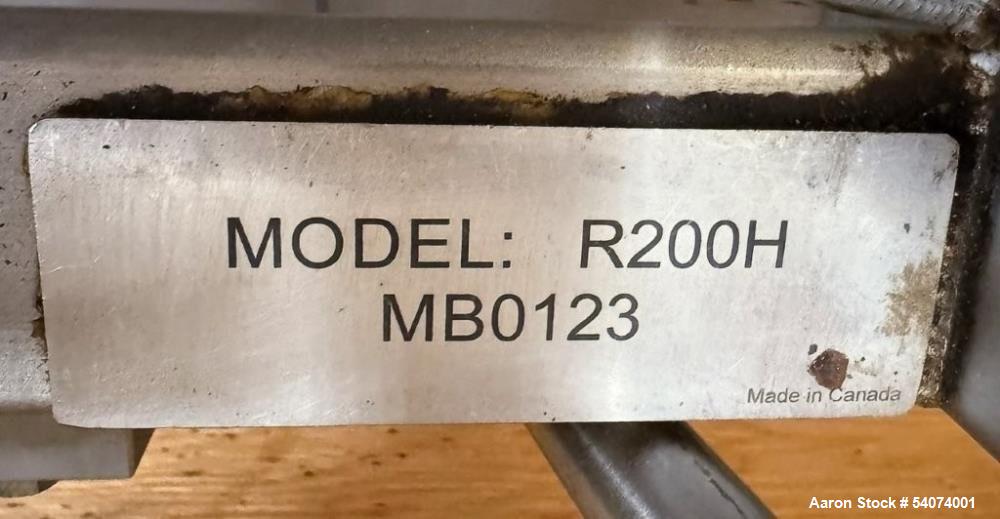 MODEL: R200H
MB0123
Made in Canada
Aaron Stock # 54074001